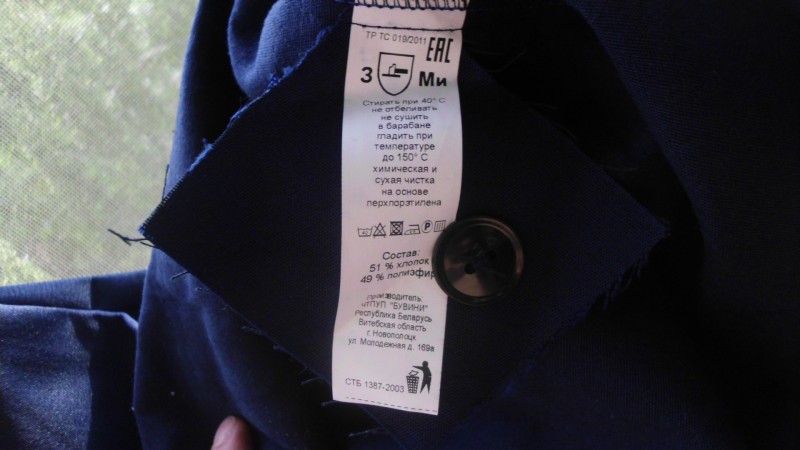 ТР ТС 019/2011
ЕАС
З Ми
Стирать при 40° С
не отбеливать
не сушить
в барабане
гладить при
температуре
до 150° С
химическая и
сухая чистка
на основе
перхлорэтилена
P
Состав:
51 % хлопок
49 % полиэфир
Производитель:
ЧТПУП "БУВИНИ"
Республика Беларусь
Витебская область
г. Новополоцк
ул. Молодежная д. 169а
СТБ 1387-2003